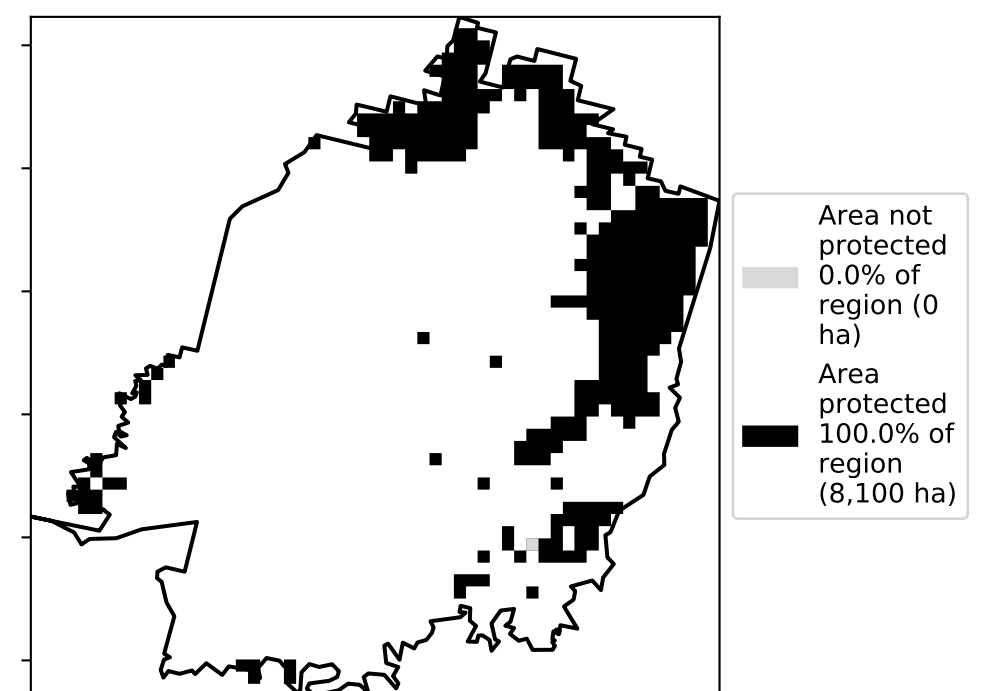 Area not
protected
0.0% of
region (0
ha)
Area
protected
100.0% of
region
(8,100 ha)